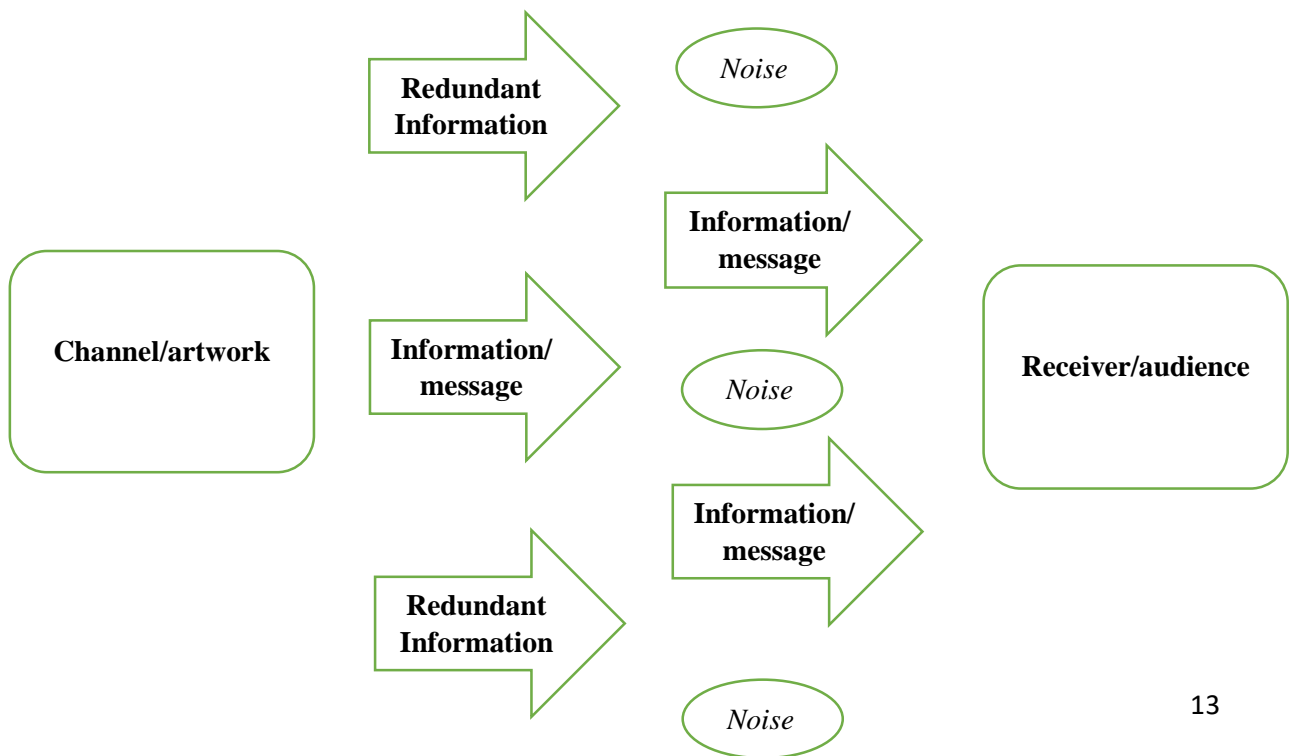 Redundant
Information
Noise
Information/
message
Channel/artwork
Information/
message
Noise
Receiver/audience
Information/
message
Redundant
Information
Noise
13